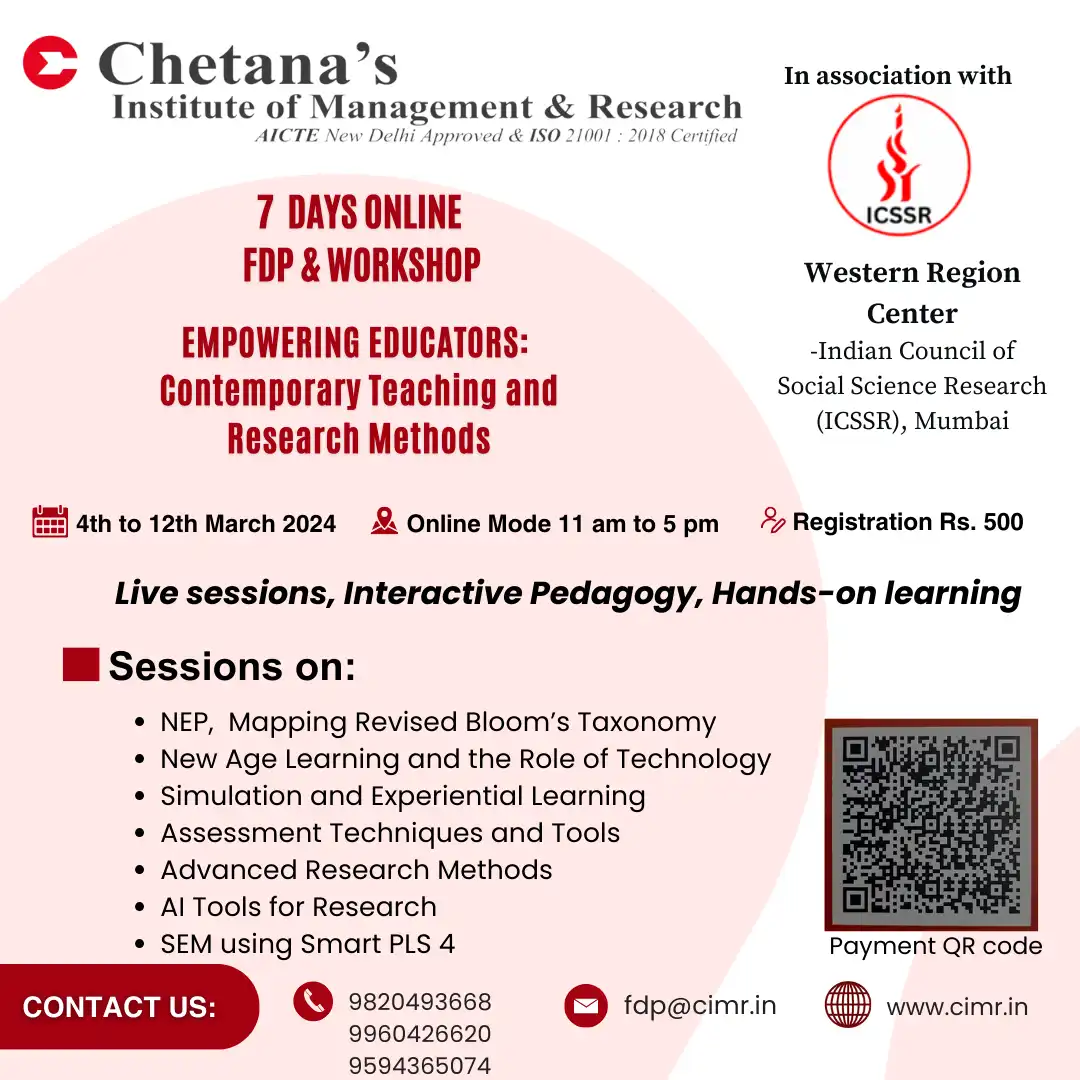 Chetana's
Institute of Management & Research
AICTE New Delhi Approved & ISO 21001 : 2018 Certified
In association with
ICSSR
Western Region
Center
-Indian Council of
Social Science Research
(ICSSR), Mumbai
7 DAYS ONLINE
FDP & WORKSHOP
EMPOWERING EDUCATORS:
Contemporary Teaching and
Research Methods
4th to 12th March 2024
Online Mode 11 am to 5 pm
Registration Rs. 500
Live sessions, Interactive Pedagogy, Hands-on learning
Sessions on:
• NEP, Mapping Revised Bloom's Taxonomy
• New Age Learning and the Role of Technology
• Simulation and Experiential Learning
• Assessment Techniques and Tools
• Advanced Research Methods
• AI Tools for Research
• SEM using Smart PLS 4
Payment QR code
CONTACT US:
9820493668
9960426620
9594365074
fdp@cimr.in
www.cimr.in